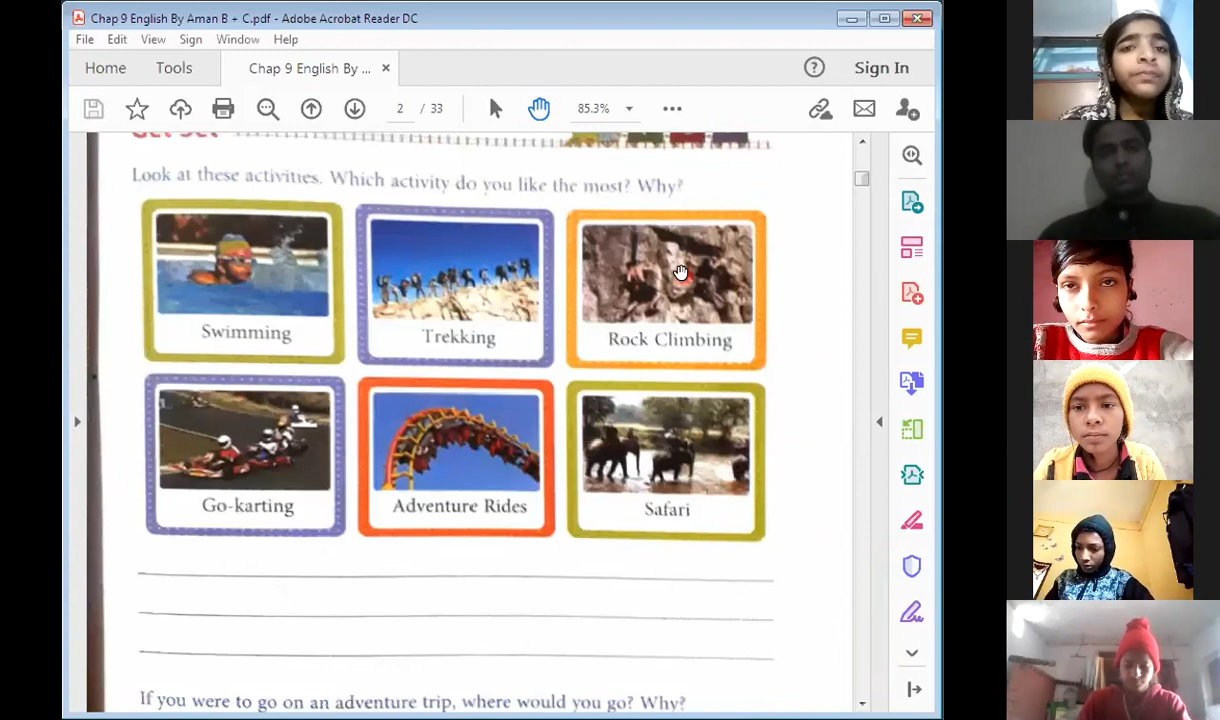 Chap 9 English By Aman B + C.pdf - Adobe Acrobat Reader DC
File Edit View Sign Window Help
Home Tools Chap 9 English By ... × Sign In
2 / 33 85.3%
GET SET
Look at these activities. Which activity do you like the most? Why?
Swimming Trekking Rock Climbing
Go-karting Adventure Rides Safari
If you were to go on an adventure trip, where would you go? Why?